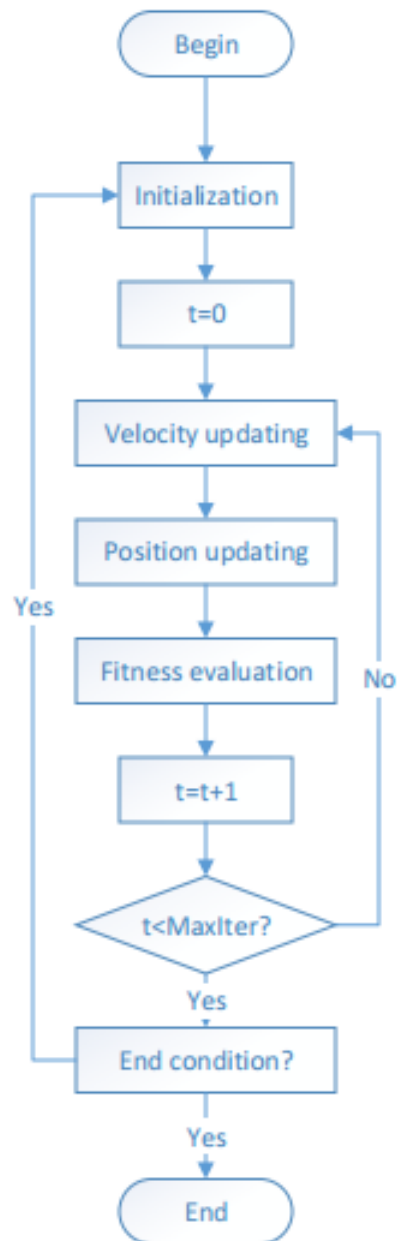 Begin
Initialization
t=0
Velocity updating
Position updating
Yes
Fitness evaluation
No
t=t+1
t<MaxIter?
Yes
End condition?
Yes
End